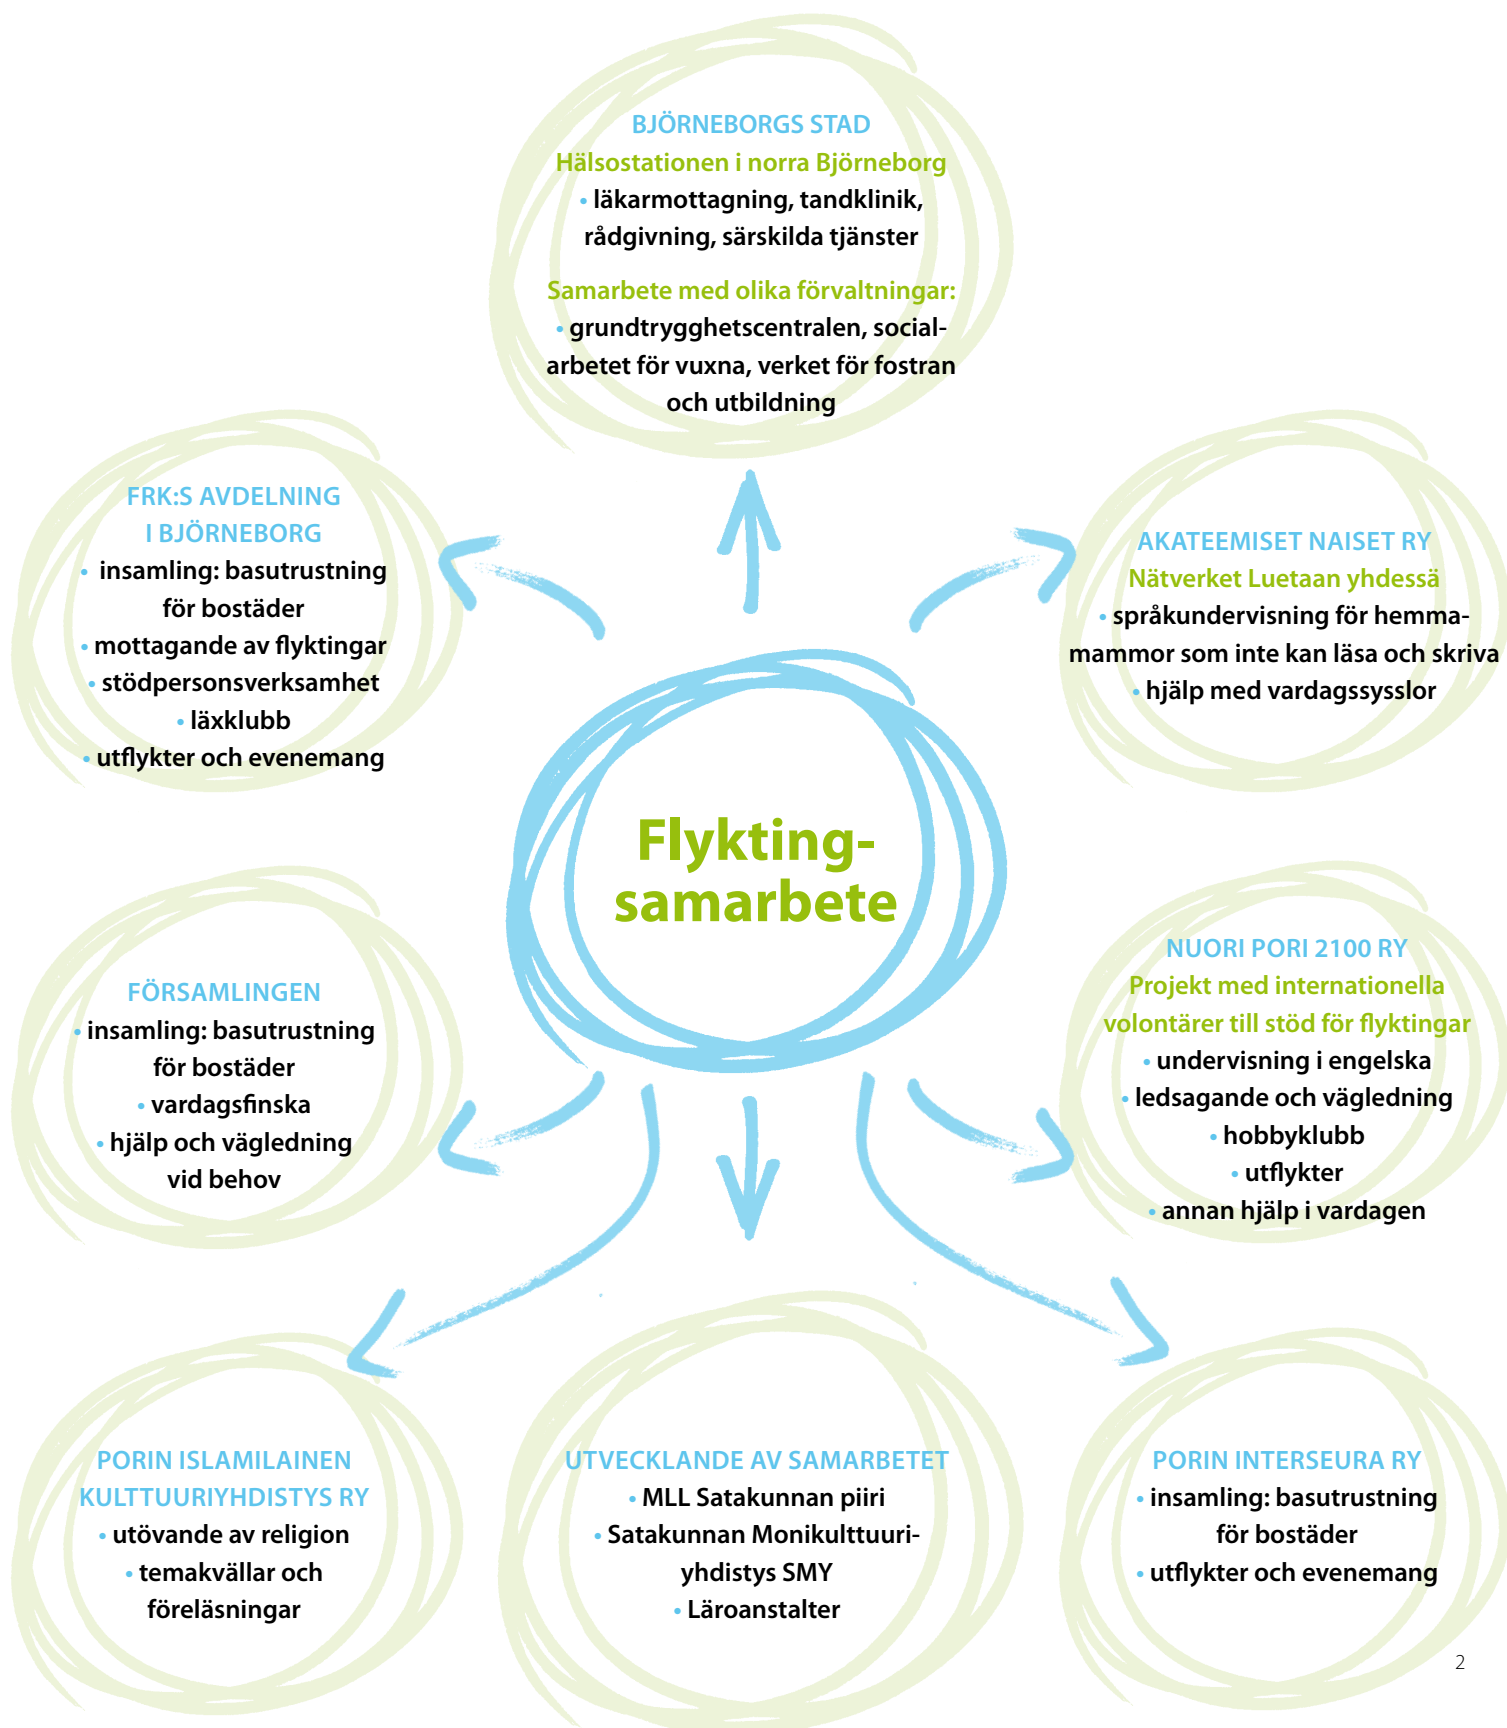 BJÖRNEBORGS STAD
Hälsostationen i norra Björneborg
• läkarmottagning, tandklinik,
rådgivning, särskilda tjänster
Samarbete med olika förvaltningar:
• grundtrygghetscentralen, social-
arbetet för vuxna, verket för fostran
och utbildning
FRK:S AVDELNING
I BJÖRNEBORG
• insamling: basutrustning
för bostäder
• mottagande av flyktingar
• stödpersonsverksamhet
• läxklubb
• utflykter och evenemang
AKATEEMISET NAISET RY
Nätverket Luetaan yhdessä
• språkundervisning för hemma-
mammor som inte kan läsa och skriva
• hjälp med vardagssysslor
Flykting-
samarbete
FÖRSAMLINGEN
• insamling: basutrustning
för bostäder
• vardagsfinska
• hjälp och vägledning
vid behov
NUORI PORI 2100 RY
Projekt med internationella
volontärer till stöd för flyktingar
• undervisning i engelska
• ledsagande och vägledning
• hobbyklubb
• utflykter
• annan hjälp i vardagen
PORIN ISLAMILAINEN
KULTTUURIYHDISTYS RY
• utövande av religion
• temakvällar och
föreläsningar
UTVECKLANDE AV SAMARBETET
• MLL Satakunnan piiri
• Satakunnan Monikulttuuri-
yhdistys SMY
• Läroanstalter
PORIN INTERSEURA RY
• insamling: basutrustning
för bostäder
• utflykter och evenemang
2